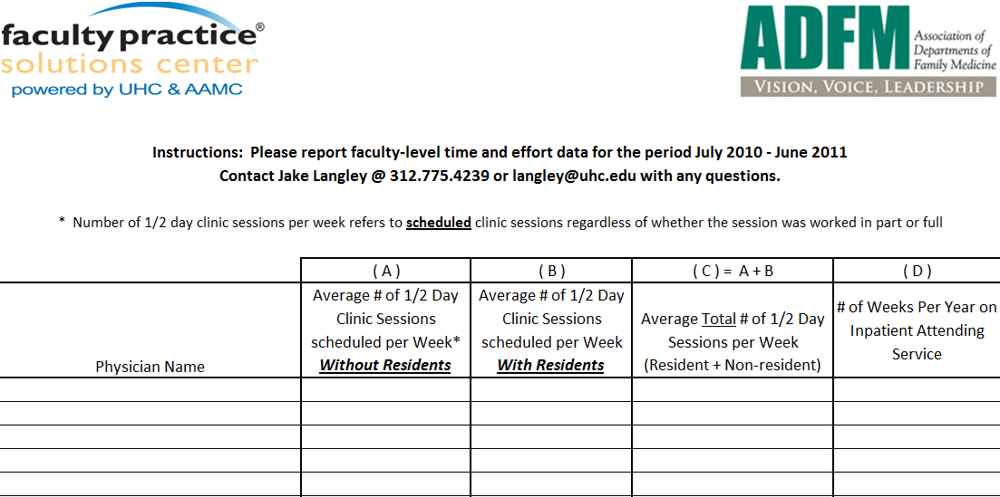 faculty practice®
solutions center
powered by UHC & AAMC
ADFM
Association of
Departments of
Family Medicine
VISION, VOICE, LEADERSHIP
Instructions: Please report faculty-level time and effort data for the period July 2010 - June 2011
Contact Jake Langley @ 312.775.4239 or langley@uhc.edu with any questions.
* Number of 1/2 day clinic sessions per week refers to scheduled clinic sessions regardless of whether the session was worked in part or full
( A )
( B )
( C ) = A + B
( D )
Physician Name
Average # of 1/2 Day
Clinic Sessions
scheduled per Week*
Without Residents
Average # of 1/2 Day
Clinic Sessions
scheduled per Week
With Residents
Average Total # of 1/2 Day
Sessions per Week
(Resident + Non-resident)
# of Weeks Per Year on
Inpatient Attending
Service